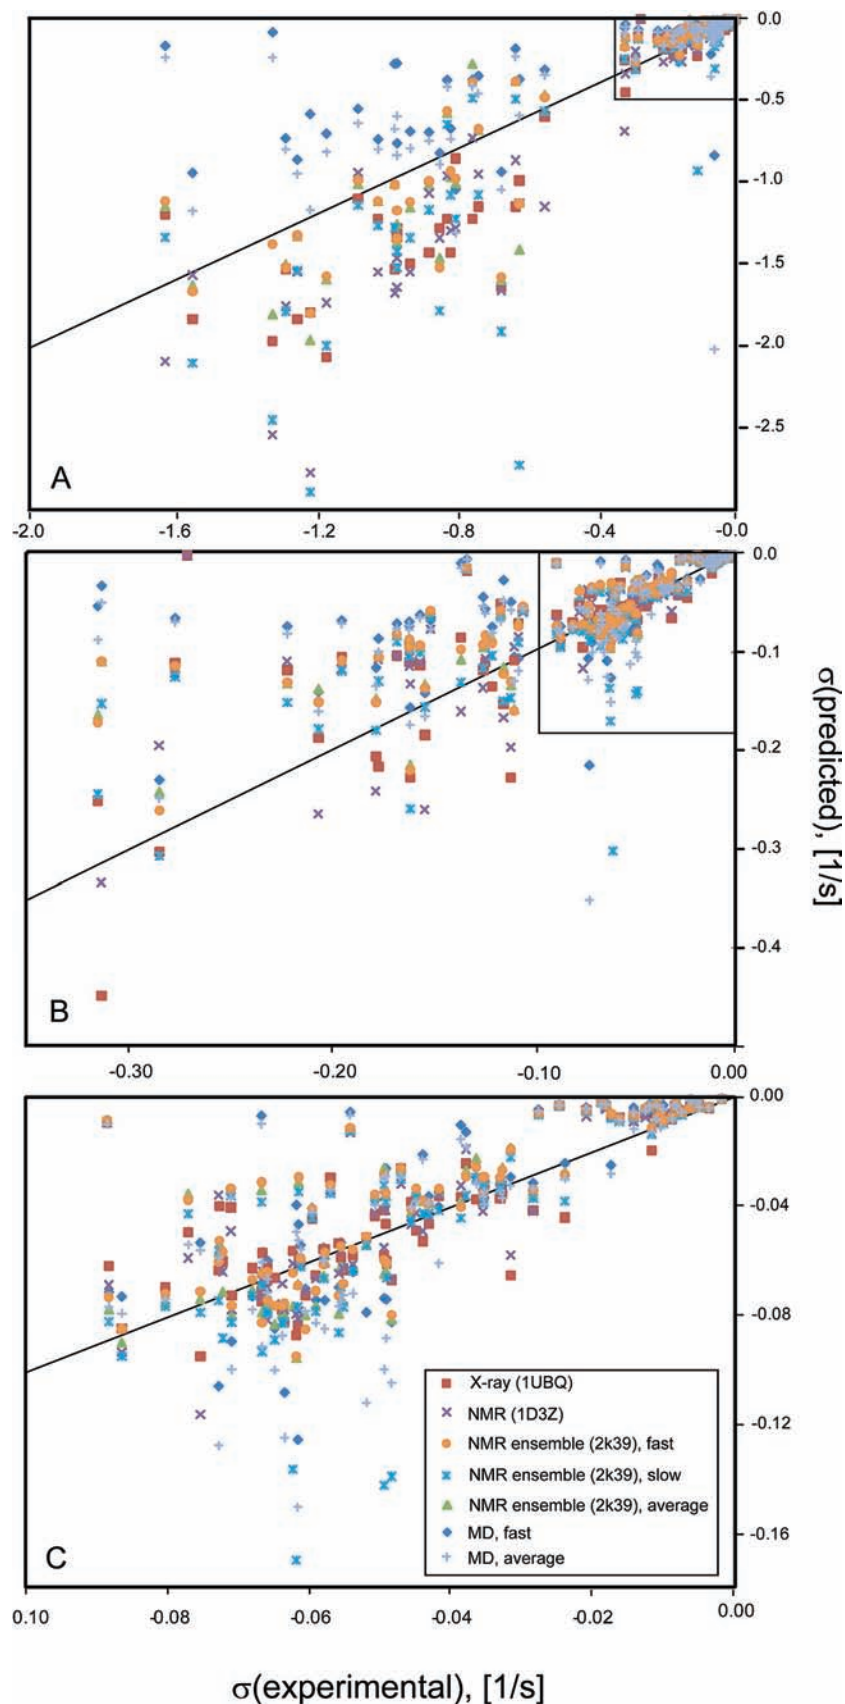 0.0
-0.5
-1.0
-1.5
-2.0
-2.5
A
-2.0 -1.6 -1.2 -0.8 -0.4 -0.0
0.0
-0.1
-0.2
-0.3
-0.4
B
-0.30 -0.20 -0.10 0.00
σ(predicted), [1/s]
0.00
-0.04
-0.08
-0.12
-0.16
X-ray (1UBQ)
NMR (1D3Z)
NMR ensemble (2k39), fast
NMR ensemble (2k39), slow
NMR ensemble (2k39), average
MD, fast
MD, average
C
0.10 -0.08 -0.06 -0.04 -0.02 0.00
σ(experimental), [1/s]